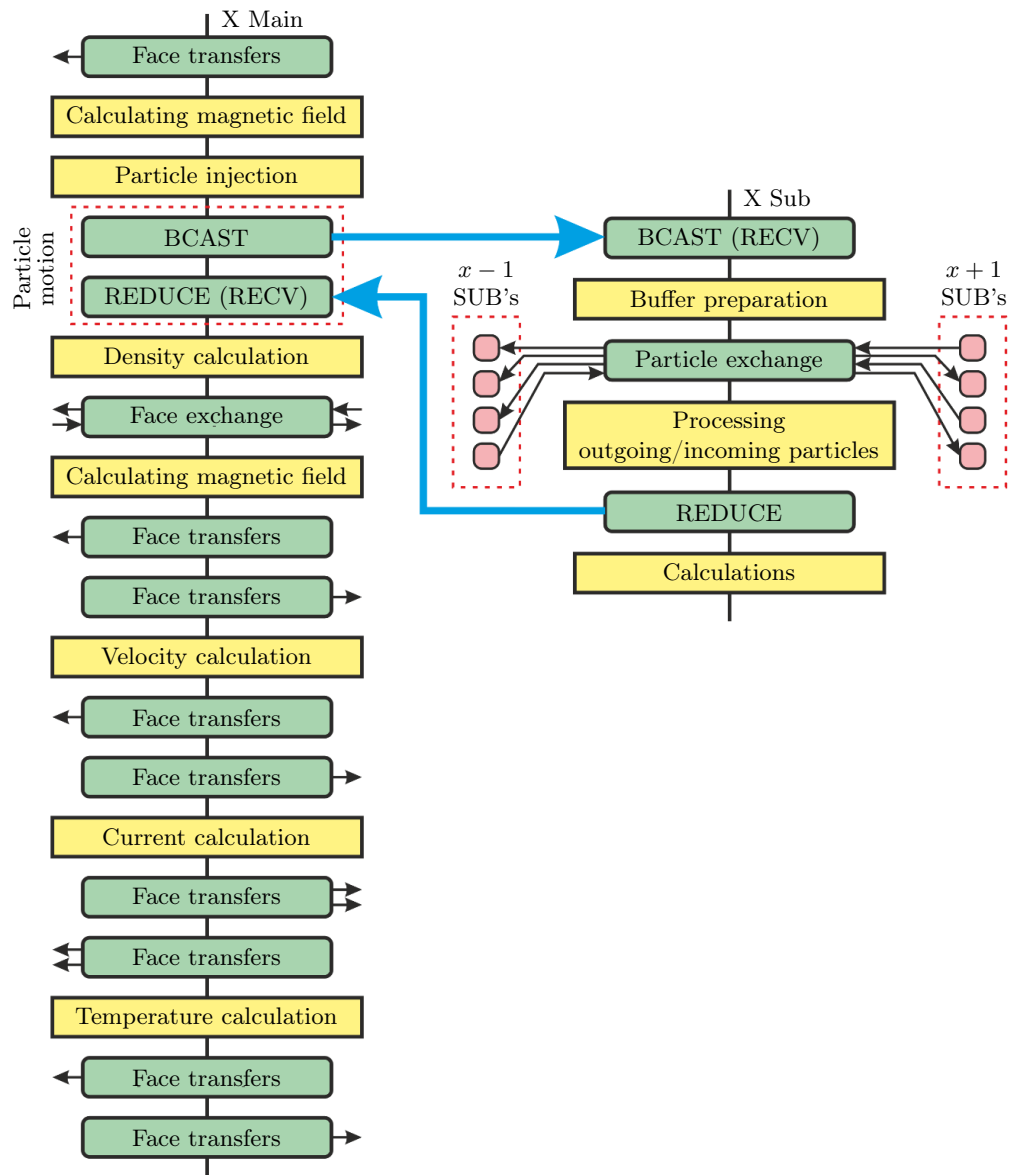 X Main
Face transfers
Calculating magnetic field
Particle injection
Particle
motion
BCAST
REDUCE (RECV)
Density calculation
Face exchange
Calculating magnetic field
Face transfers
Face transfers
Velocity calculation
Face transfers
Face transfers
Current calculation
Face transfers
Face transfers
Temperature calculation
Face transfers
Face transfers
X Sub
BCAST (RECV)
x − 1
SUB's
Buffer preparation
x + 1
SUB's
Particle exchange
Processing
outgoing/incoming particles
REDUCE
Calculations